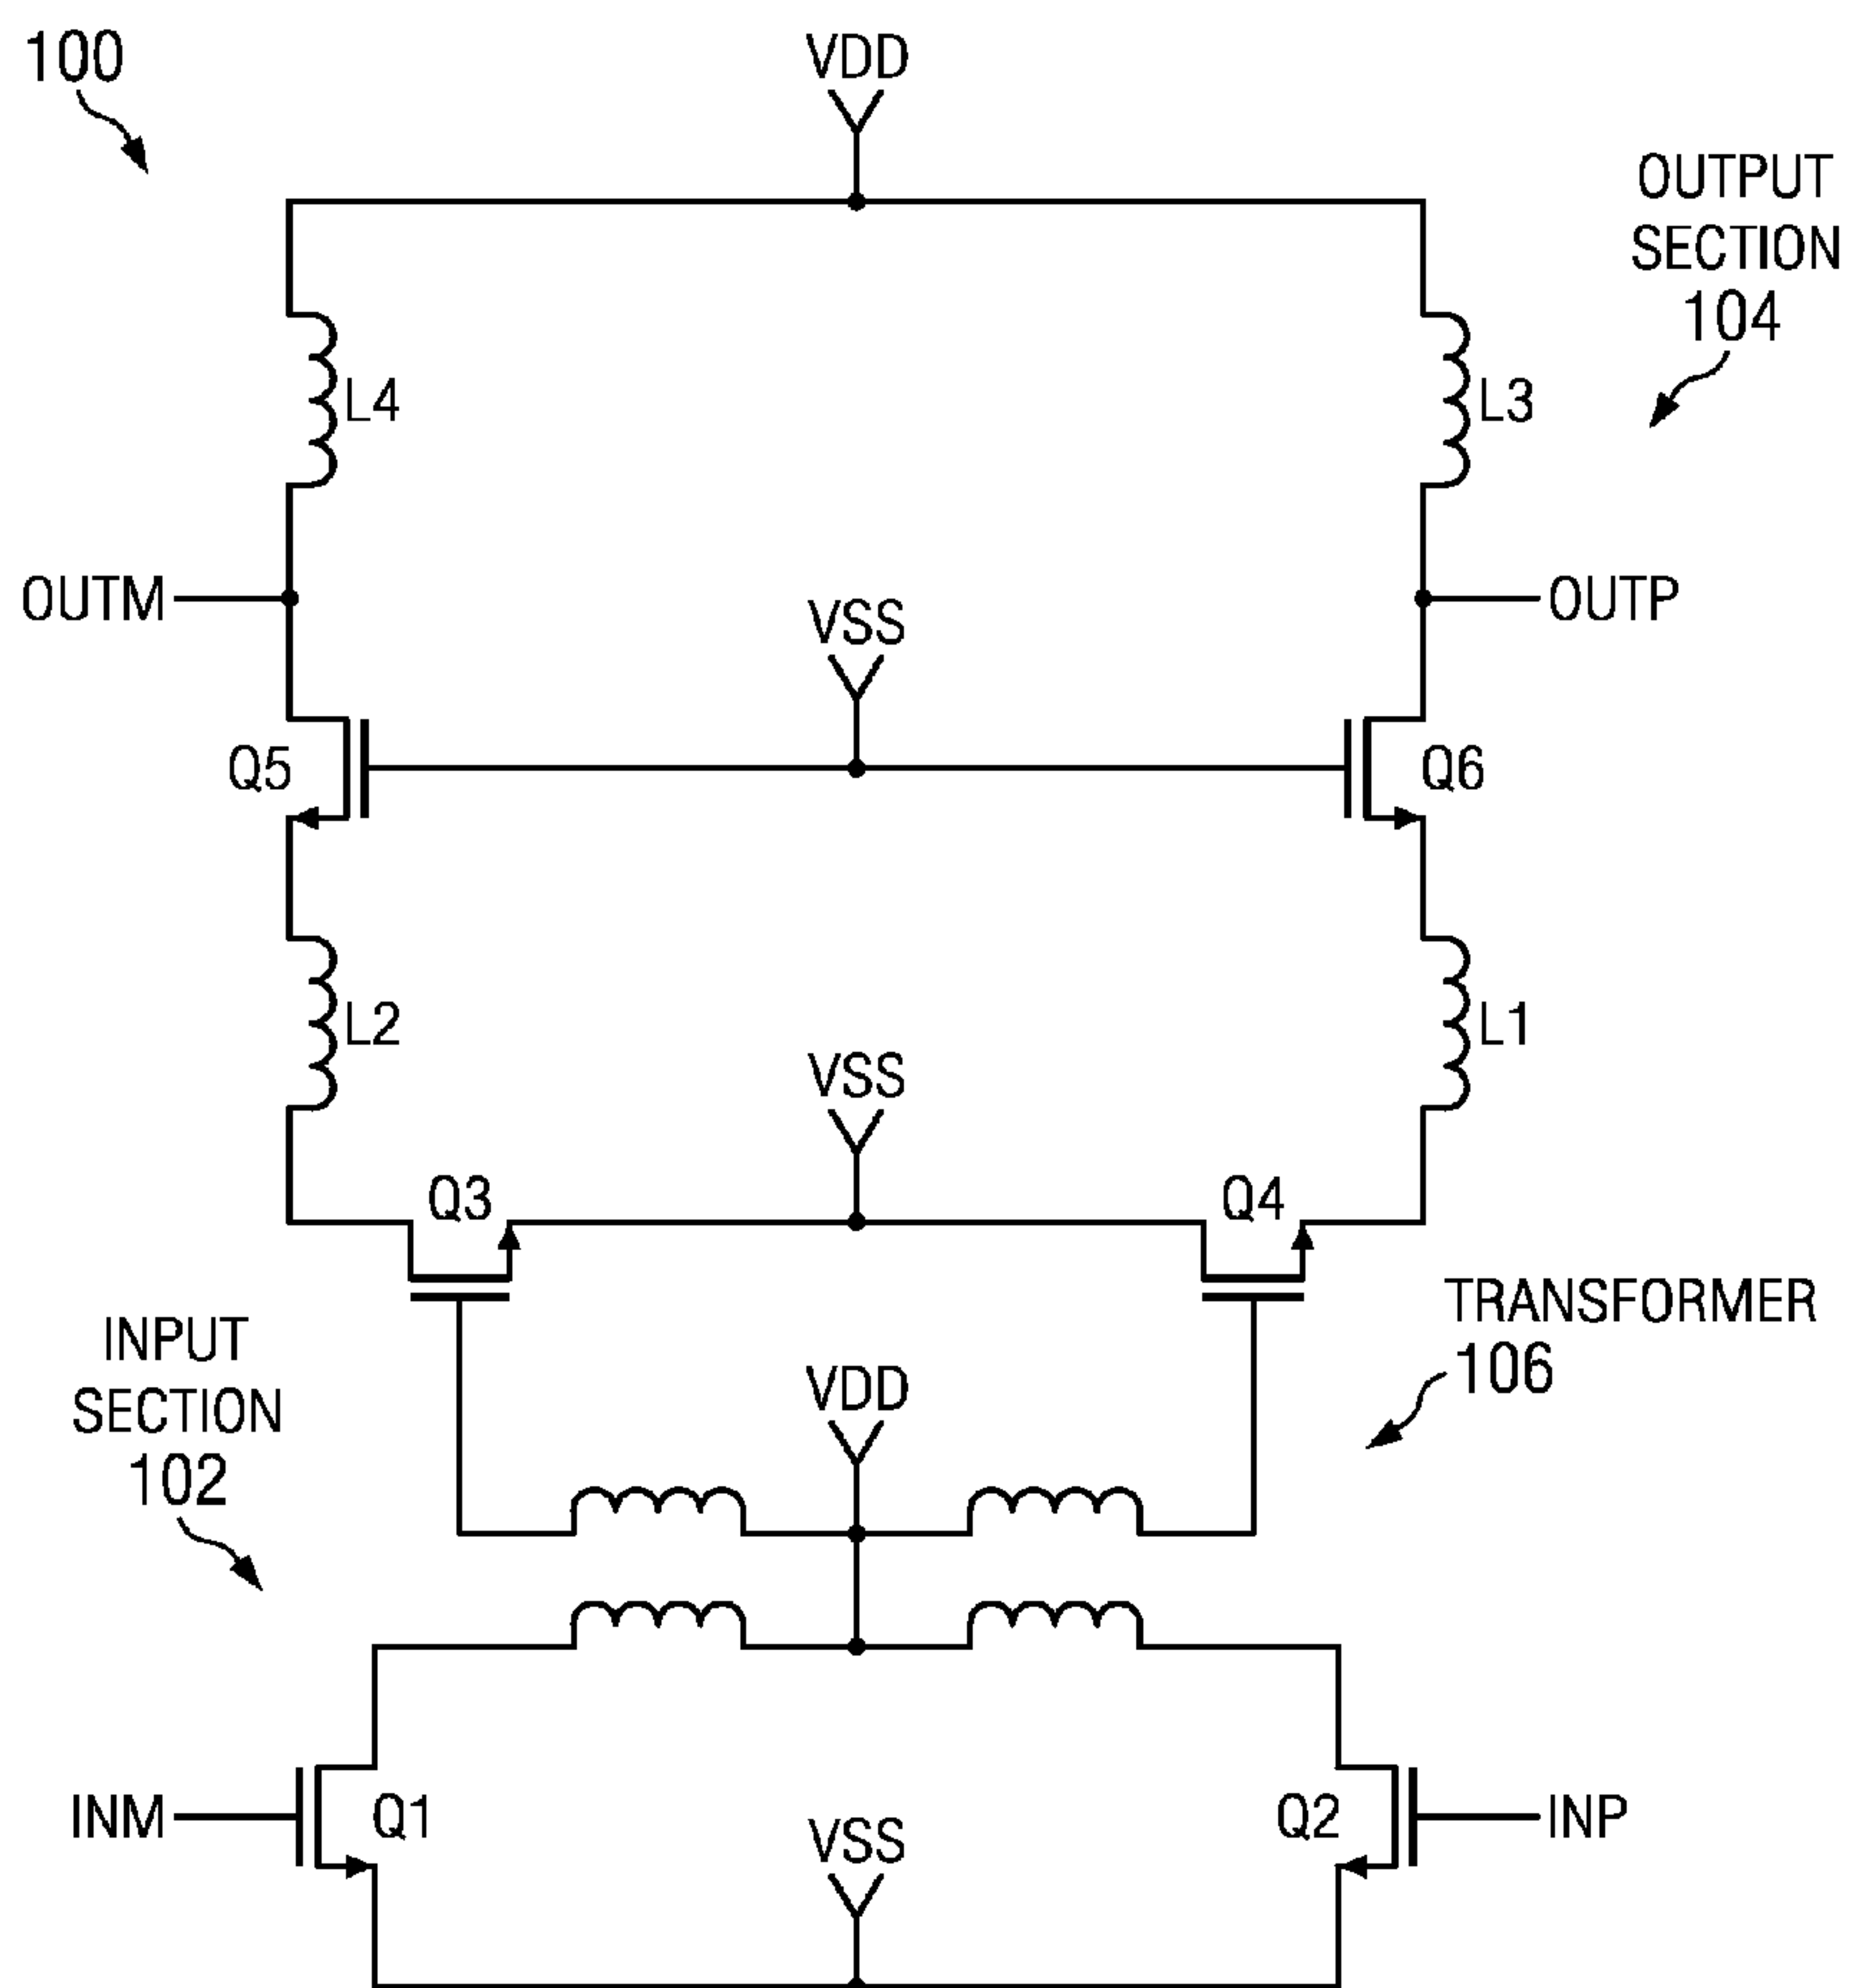 100
VDD
OUTPUT
SECTION
104
L4
L3
OUTM
VSS
OUTP
Q5
Q6
L2
L1
VSS
Q3
Q4
TRANSFORMER
106
INPUT
SECTION
102
VDD
INM
Q1
VSS
Q2
INP